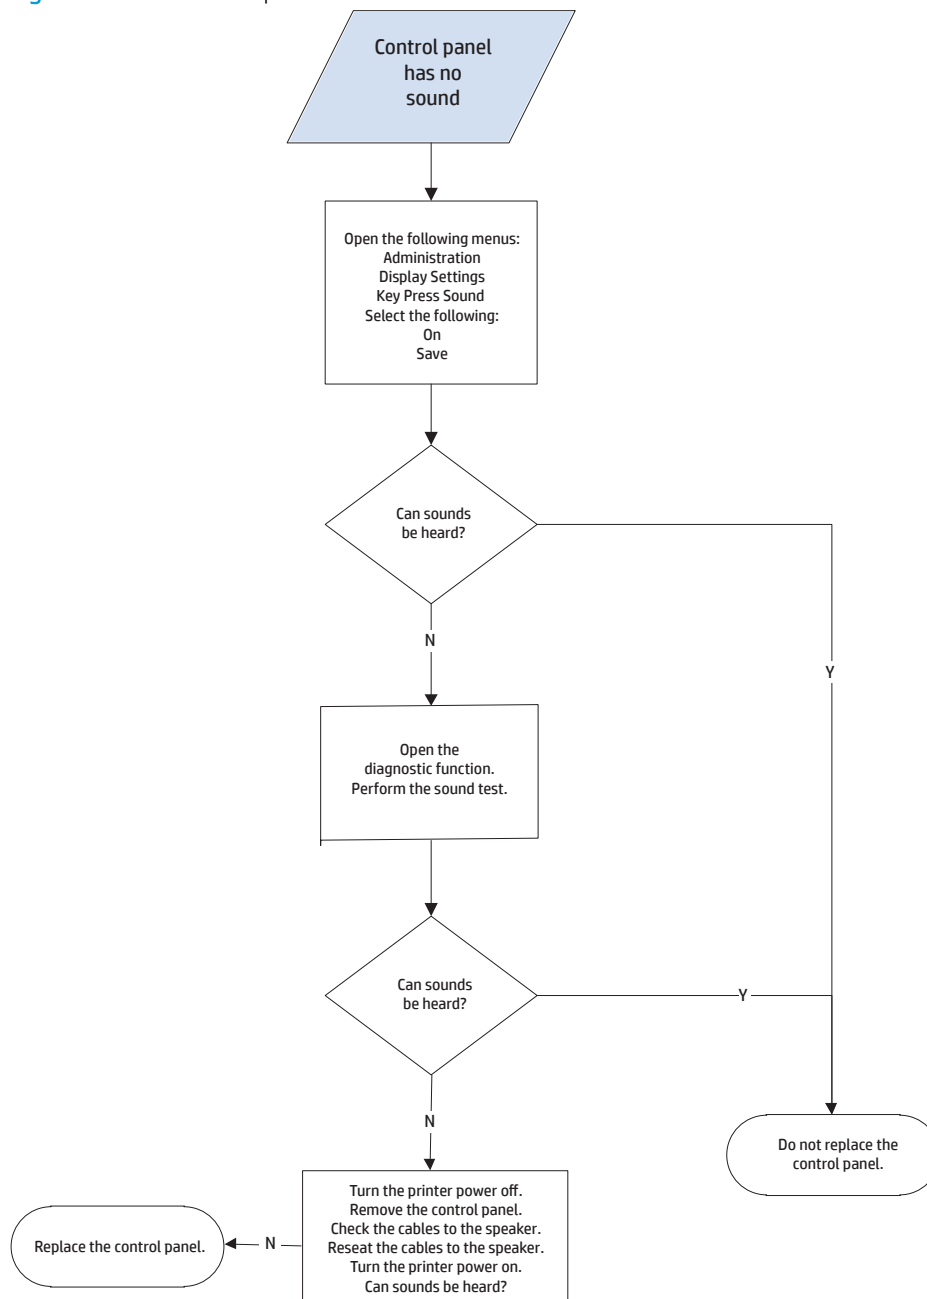 Control panel
has no
sound
Open the following menus:
Administration
Display Settings
Key Press Sound
Select the following:
On
Save
Can sounds
be heard?
N
Y
Open the
diagnostic function.
Perform the sound test.
Can sounds
be heard?
Y
N
Do not replace the
control panel.
Turn the printer power off.
Remove the control panel.
Check the cables to the speaker.
Reseat the cables to the speaker.
Turn the printer power on.
Can sounds be heard?
N
Replace the control panel.